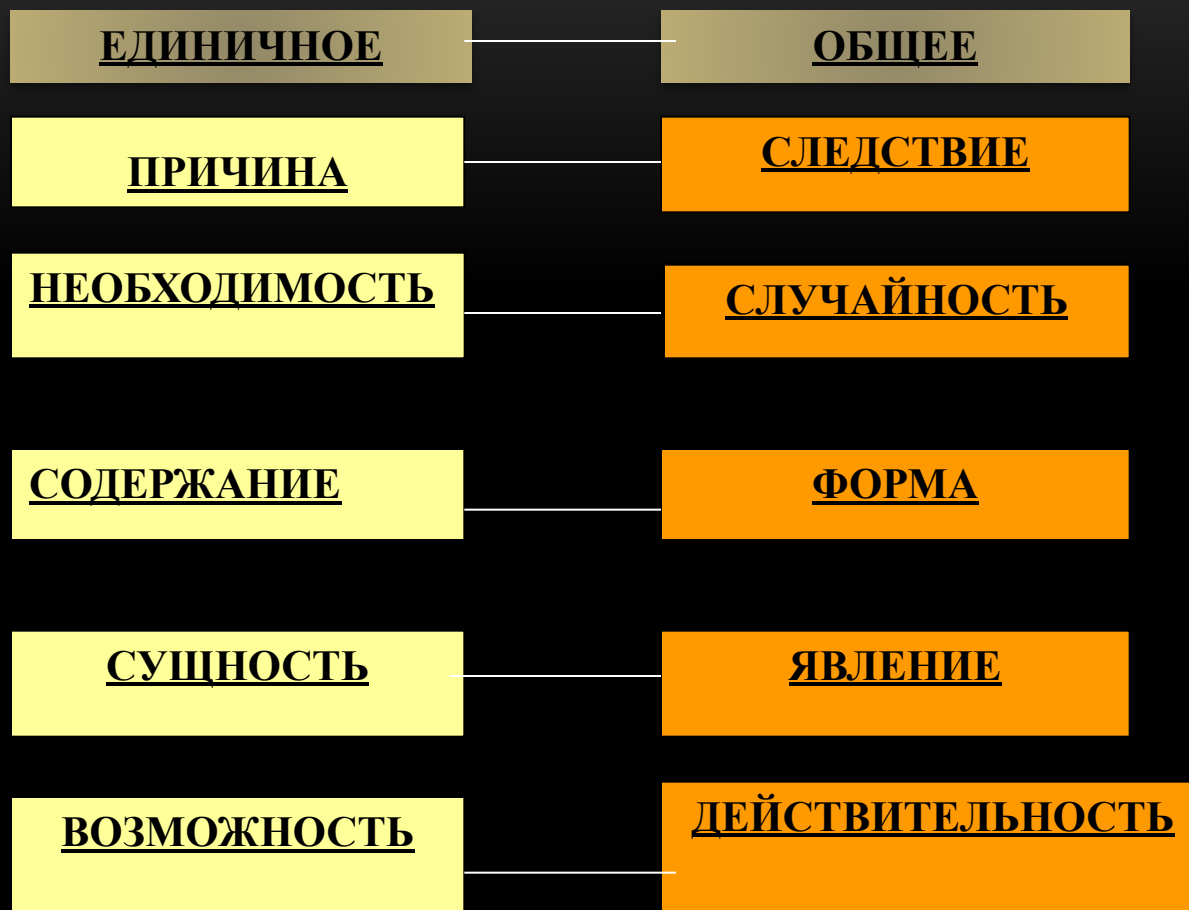 ЕДИНИЧНОЕ ОБЩЕЕ
ПРИЧИНА СЛЕДСТВИЕ
НЕОБХОДИМОСТЬ СЛУЧАЙНОСТЬ
СОДЕРЖАНИЕ ФОРМА
СУЩНОСТЬ ЯВЛЕНИЕ
ВОЗМОЖНОСТЬ ДЕЙСТВИТЕЛЬНОСТЬ